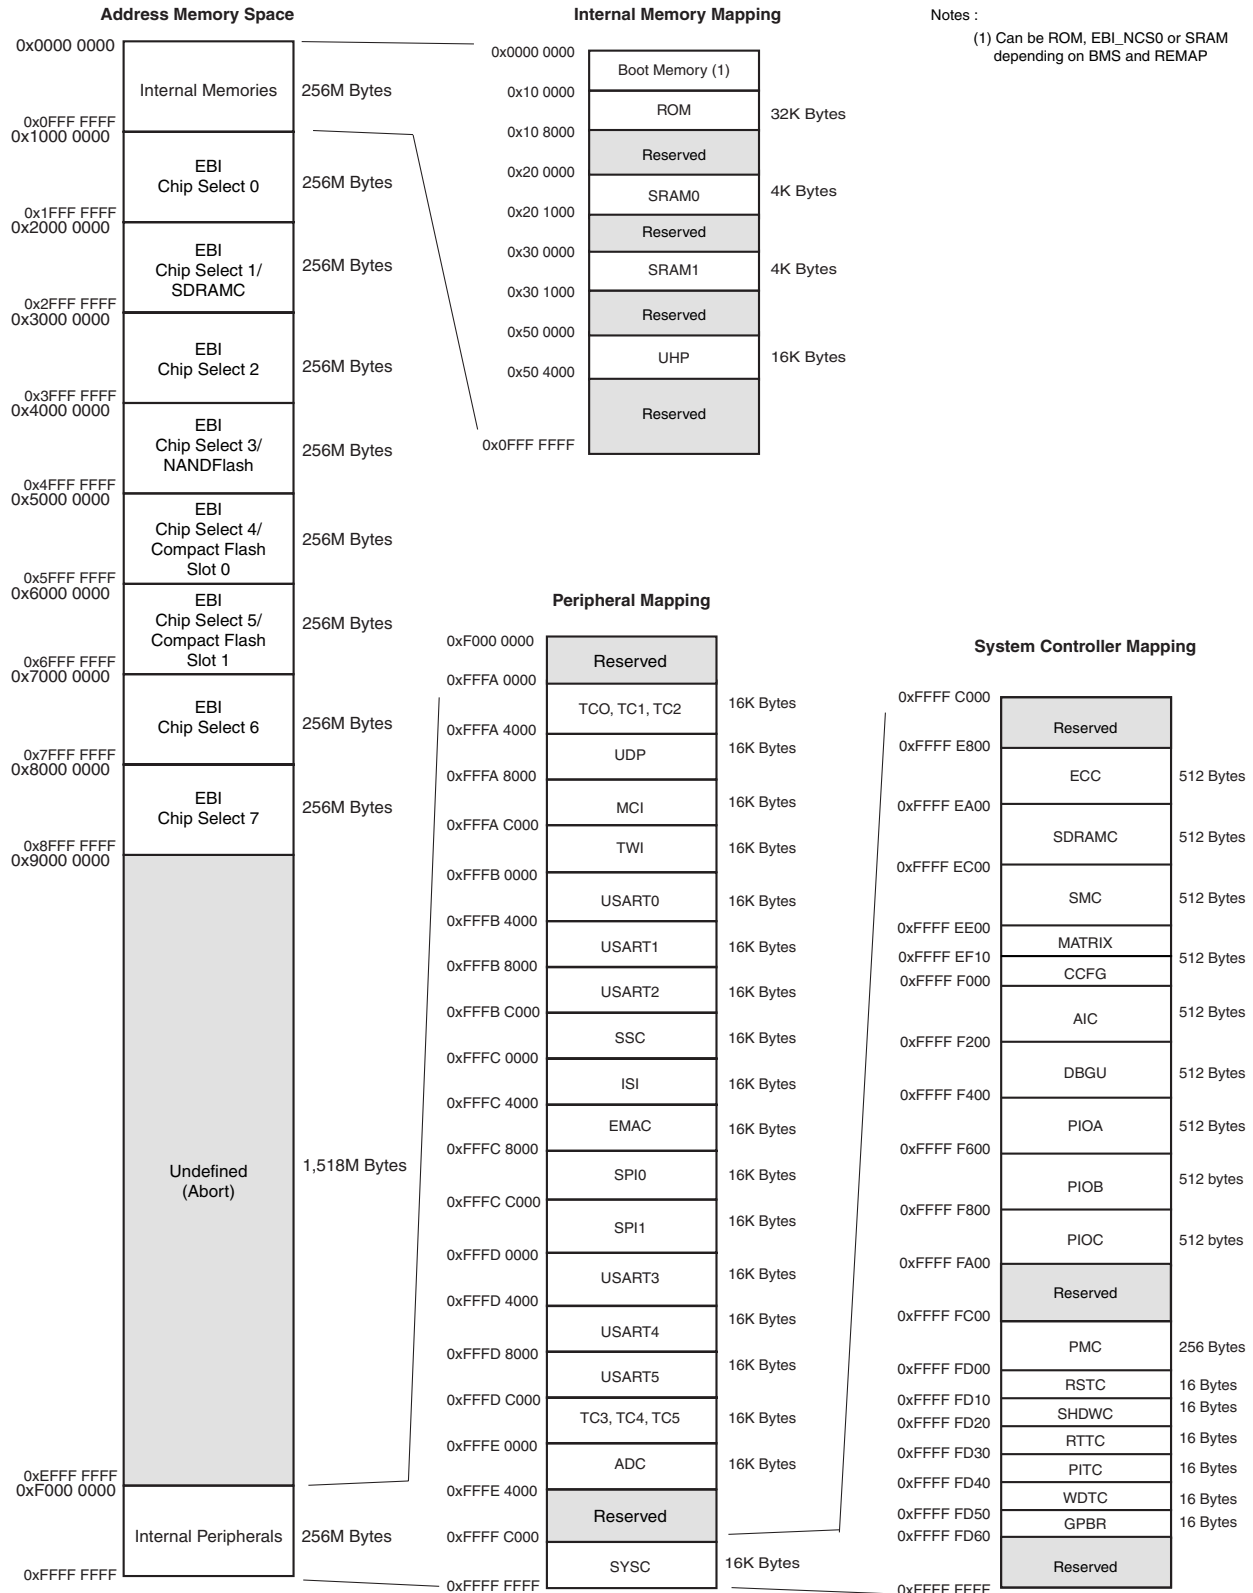 Address Memory Space
0x0000 0000
Internal Memories
256M Bytes
0x0FFF FFFF
0x1000 0000
EBI
Chip Select 0
256M Bytes
0x1FFF FFFF
0x2000 0000
EBI
Chip Select 1/
SDRAMC
256M Bytes
0x2FFF FFFF
0x3000 0000
EBI
Chip Select 2
256M Bytes
0x3FFF FFFF
0x4000 0000
EBI
Chip Select 3/
NANDFlash
256M Bytes
0x4FFF FFFF
0x5000 0000
EBI
Chip Select 4/
Compact Flash
Slot 0
256M Bytes
0x5FFF FFFF
0x6000 0000
EBI
Chip Select 5/
Compact Flash
Slot 1
256M Bytes
0x6FFF FFFF
0x7000 0000
EBI
Chip Select 6
256M Bytes
0x7FFF FFFF
0x8000 0000
EBI
Chip Select 7
256M Bytes
0x8FFF FFFF
0x9000 0000
Undefined
(Abort)
1,518M Bytes
0xEFFF FFFF
0xF000 0000
Internal Peripherals
256M Bytes
0xFFFF FFFF
Internal Memory Mapping
0x0000 0000
Boot Memory (1)
0x10 0000
ROM
32K Bytes
0x10 8000
Reserved
0x20 0000
SRAM0
4K Bytes
0x20 1000
Reserved
0x30 0000
SRAM1
4K Bytes
0x30 1000
Reserved
0x50 0000
UHP
16K Bytes
0x50 4000
Reserved
0x0FFF FFFF
Notes :
(1) Can be ROM, EBI_NCS0 or SRAM
depending on BMS and REMAP
Peripheral Mapping
0xF000 0000
Reserved
0xFFFA 0000
TCO, TC1, TC2
16K Bytes
0xFFFA 4000
UDP
16K Bytes
0xFFFA 8000
MCI
16K Bytes
0xFFFA C000
TWI
16K Bytes
0xFFFB 0000
USART0
16K Bytes
0xFFFB 4000
USART1
16K Bytes
0xFFFB 8000
USART2
16K Bytes
0xFFFB C000
SSC
16K Bytes
0xFFFC 0000
ISI
16K Bytes
0xFFFC 4000
EMAC
16K Bytes
0xFFFC 8000
SPI0
16K Bytes
0xFFFC C000
SPI1
16K Bytes
0xFFFD 0000
USART3
16K Bytes
0xFFFD 4000
USART4
16K Bytes
0xFFFD 8000
USART5
16K Bytes
0xFFFD C000
TC3, TC4, TC5
16K Bytes
0xFFFE 0000
ADC
16K Bytes
0xFFFE 4000
Reserved
0xFFFF C000
SYSC
16K Bytes
0xFFFF FFFF
System Controller Mapping
0xFFFF C000
Reserved
0xFFFF E800
ECC
512 Bytes
0xFFFF EA00
SDRAMC
512 Bytes
0xFFFF EC00
SMC
512 Bytes
0xFFFF EE00
MATRIX
0xFFFF EF10
512 Bytes
CCFG
0xFFFF F000
AIC
512 Bytes
0xFFFF F200
DBGU
512 Bytes
0xFFFF F400
PIOA
512 Bytes
0xFFFF F600
PIOB
512 bytes
0xFFFF F800
PIOC
512 bytes
0xFFFF FA00
Reserved
0xFFFF FC00
PMC
256 Bytes
0xFFFF FD00
RSTC
16 Bytes
0xFFFF FD10
SHDWC
16 Bytes
0xFFFF FD20
RTTC
16 Bytes
0xFFFF FD30
PITC
16 Bytes
0xFFFF FD40
WDTC
16 Bytes
0xFFFF FD50
GPBR
16 Bytes
0xFFFF FD60
Reserved
0xFFFF FFFF